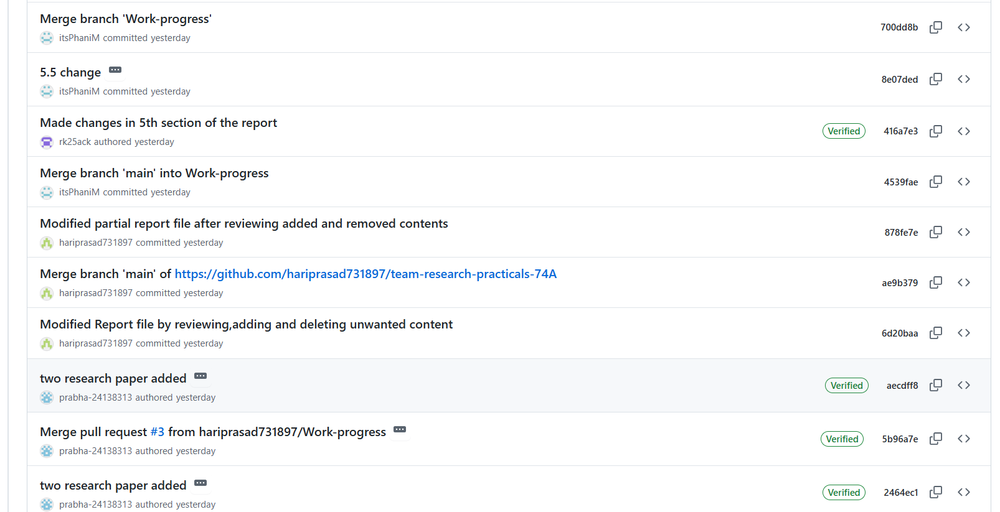 Merge branch 'Work-progress'
itsPhaniM committed yesterday
700dd8b
5.5 change
itsPhaniM committed yesterday
8e07ded
Made changes in 5th section of the report
rk25ack authored yesterday
Verified 416a7e3
Merge branch 'main' into Work-progress
itsPhaniM committed yesterday
4539fae
Modified partial report file after reviewing added and removed contents
hariprasad731897 committed yesterday
878fe7e
Merge branch 'main' of https://github.com/hariprasad731897/team-research-practicals-74A
hariprasad731897 committed yesterday
ae9b379
Modified Report file by reviewing,adding and deleting unwanted content
hariprasad731897 committed yesterday
6d20baa
two research paper added
prabha-24138313 authored yesterday
Verified aecdff8
Merge pull request #3 from hariprasad731897/Work-progress
prabha-24138313 authored yesterday
Verified 5b96a7e
two research paper added
prabha-24138313 authored yesterday
Verified 2464ec1